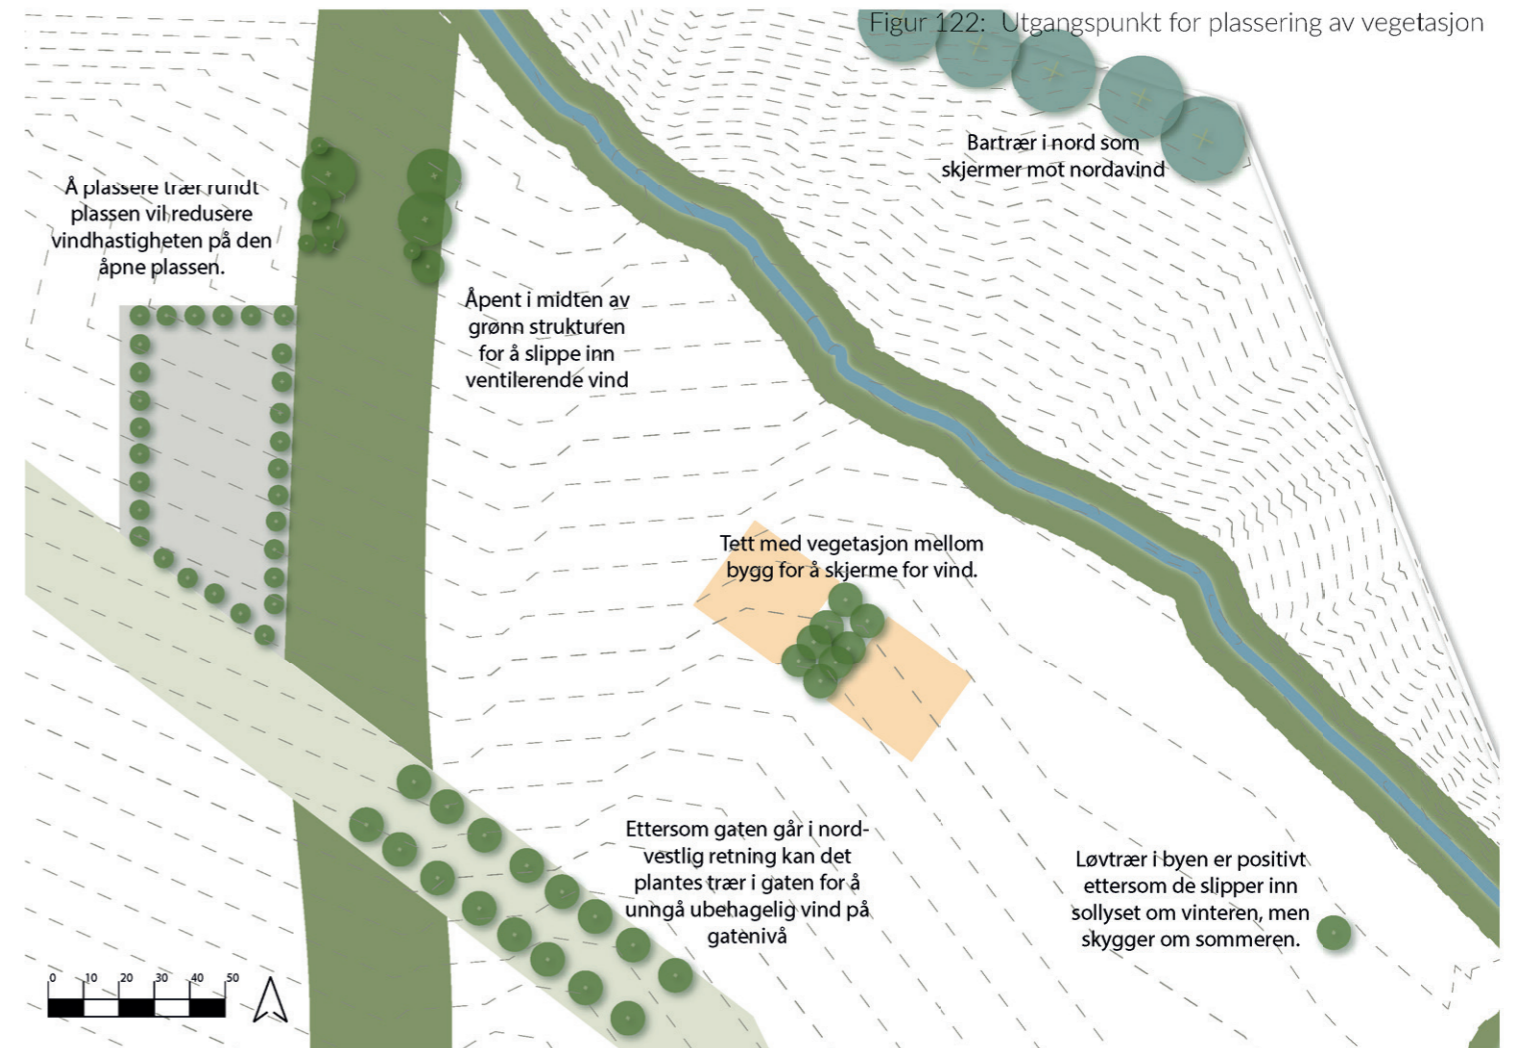 Figur 122: Utgangspunkt for plassering av vegetasjon
Bartrær i nord som
skjermer mot nordavind
Å plassere trær rundt
plassen vil redusere
vindhastigheten på den
åpne plassen.
Åpent i midten av
grønn strukturen
for å slippe inn
ventilerende vind
Tett med vegetasjon mellom
bygg for å skjerme for vind.
Ettersom gaten går i nord-
vestlig retning kan det
plantes trær i gaten for å
unngå ubehagelig vind på
gatenivå
Løvtrær i byen er positivt
ettersom de slipper inn
sollyset om vinteren, men
skygger om sommeren.
0 10 20 30 40 50